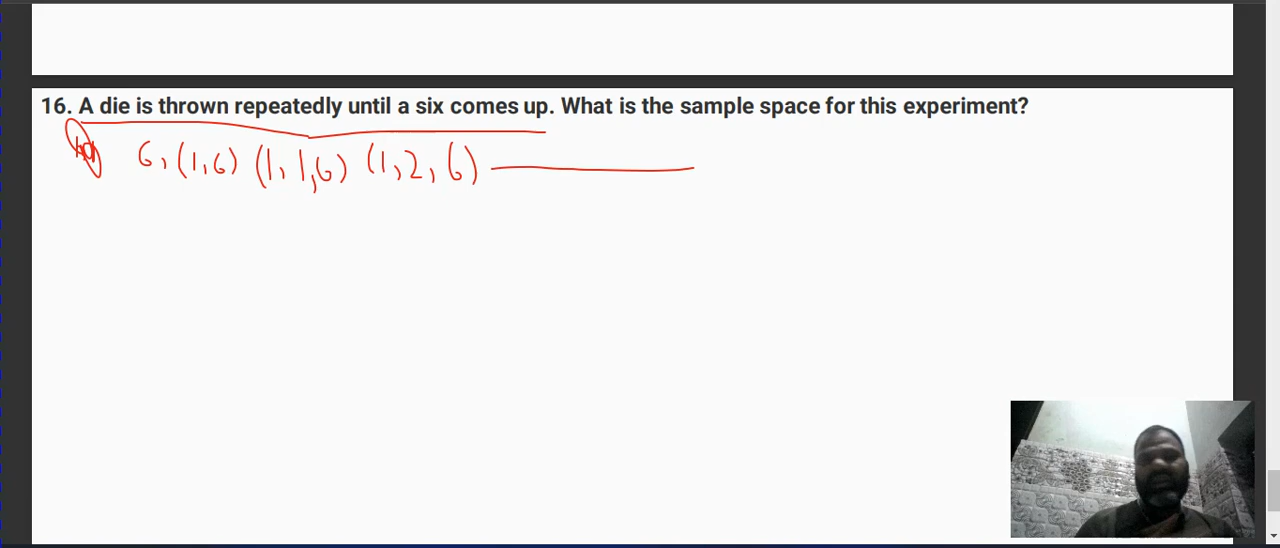 16. A die is thrown repeatedly until a six comes up. What is the sample space for this experiment?
6, (1,6) (1,1,6) (1,2,6)